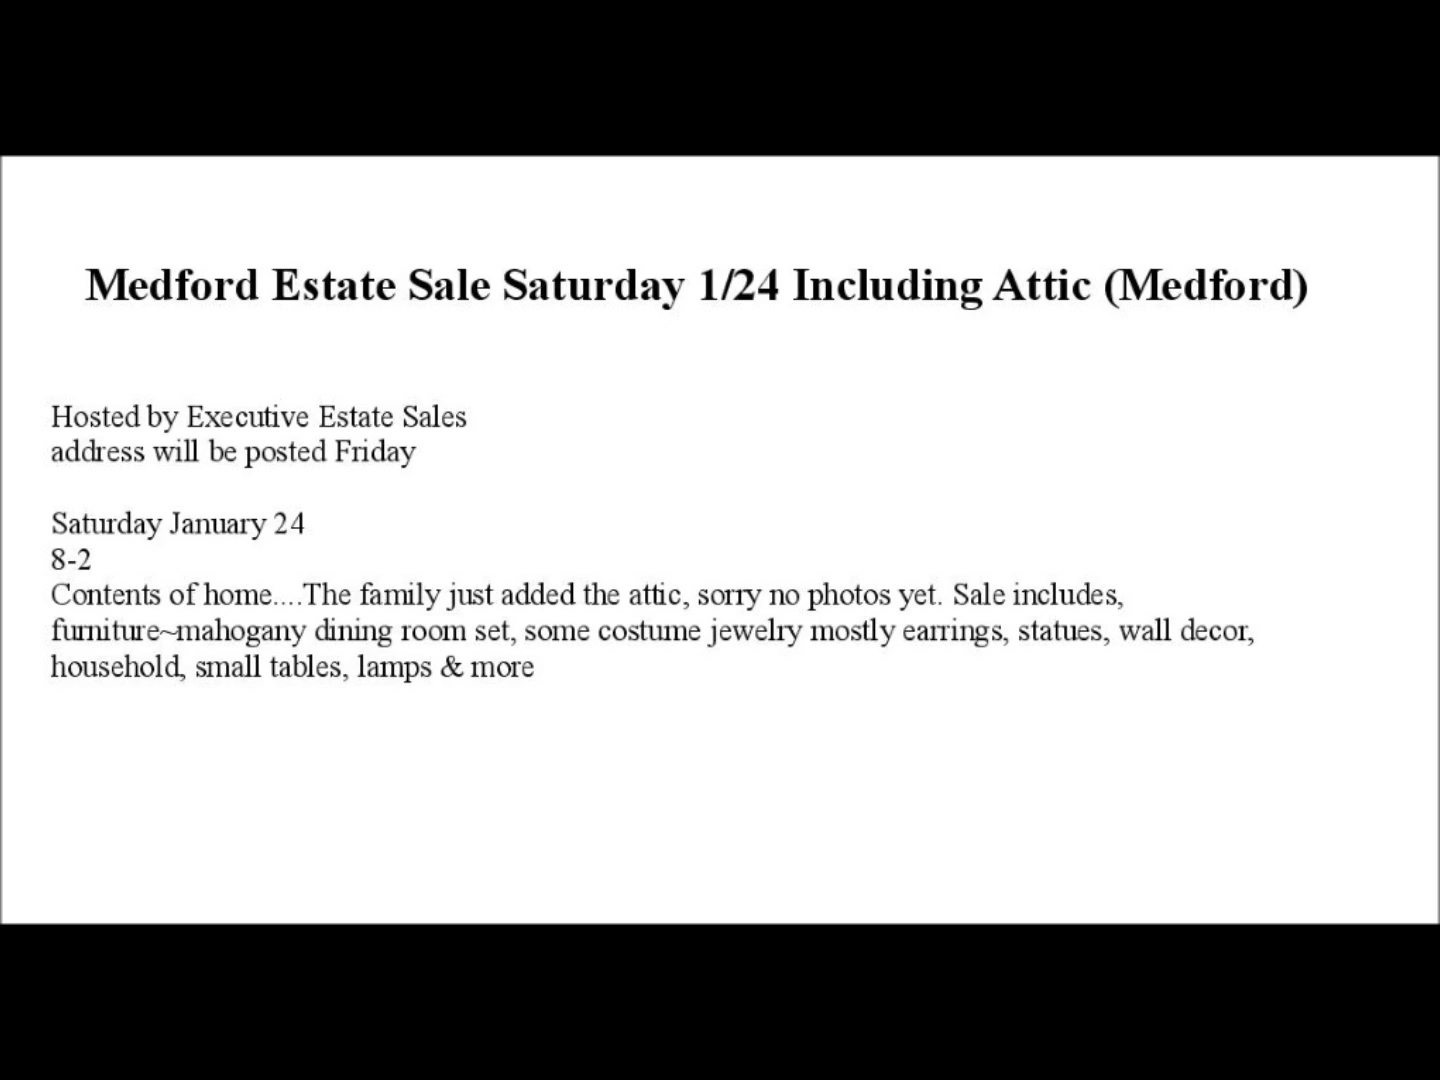 Medford Estate Sale Saturday 1/24 Including Attic (Medford)
Hosted by Executive Estate Sales
address will be posted Friday
Saturday January 24
8-2
Contents of home....The family just added the attic, sorry no photos yet. Sale includes,
furniture~mahogany dining room set, some costume jewelry mostly earrings, statues, wall decor,
household, small tables, lamps & more